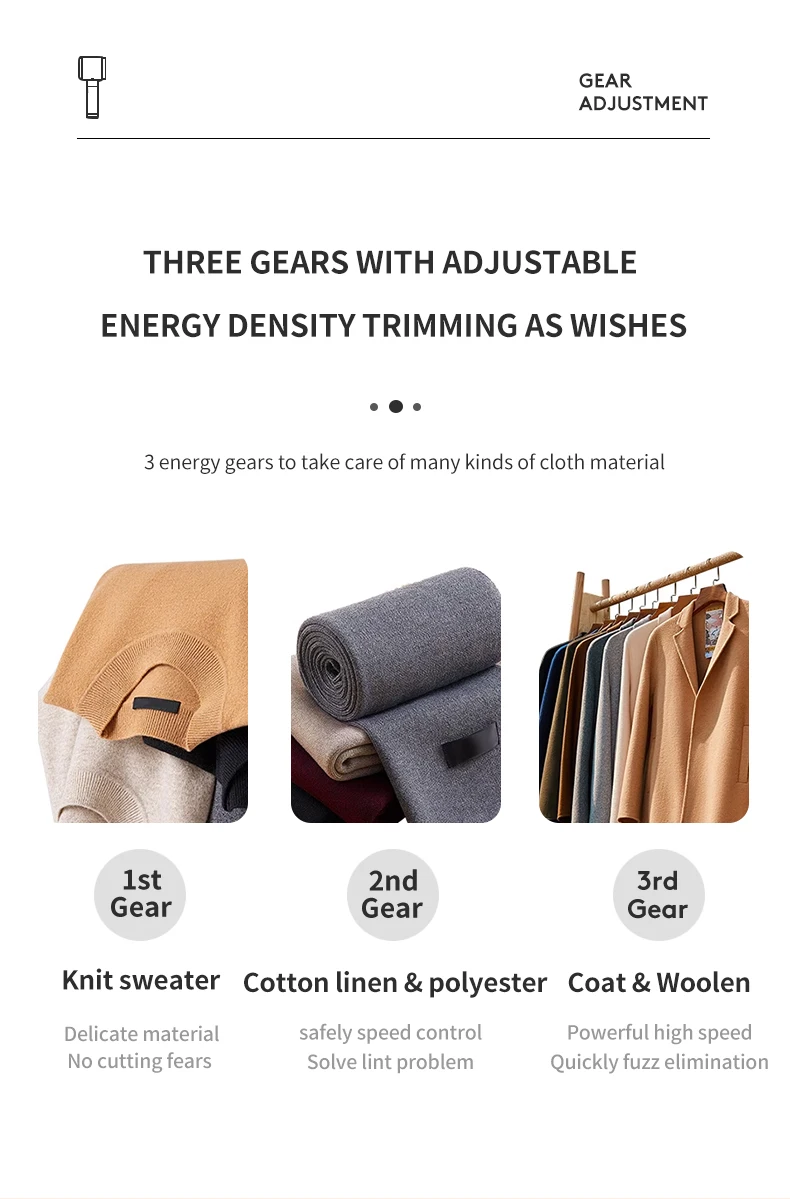 GEAR
ADJUSTMENT
THREE GEARS WITH ADJUSTABLE
ENERGY DENSITY TRIMMING AS WISHES
3 energy gears to take care of many kinds of cloth material
1st
Gear
Knit sweater
Delicate material
No cutting fears
2nd
Gear
Cotton linen & polyester
safely speed control
Solve lint problem
3rd
Gear
Coat & Woolen
Powerful high speed
Quickly fuzz elimination